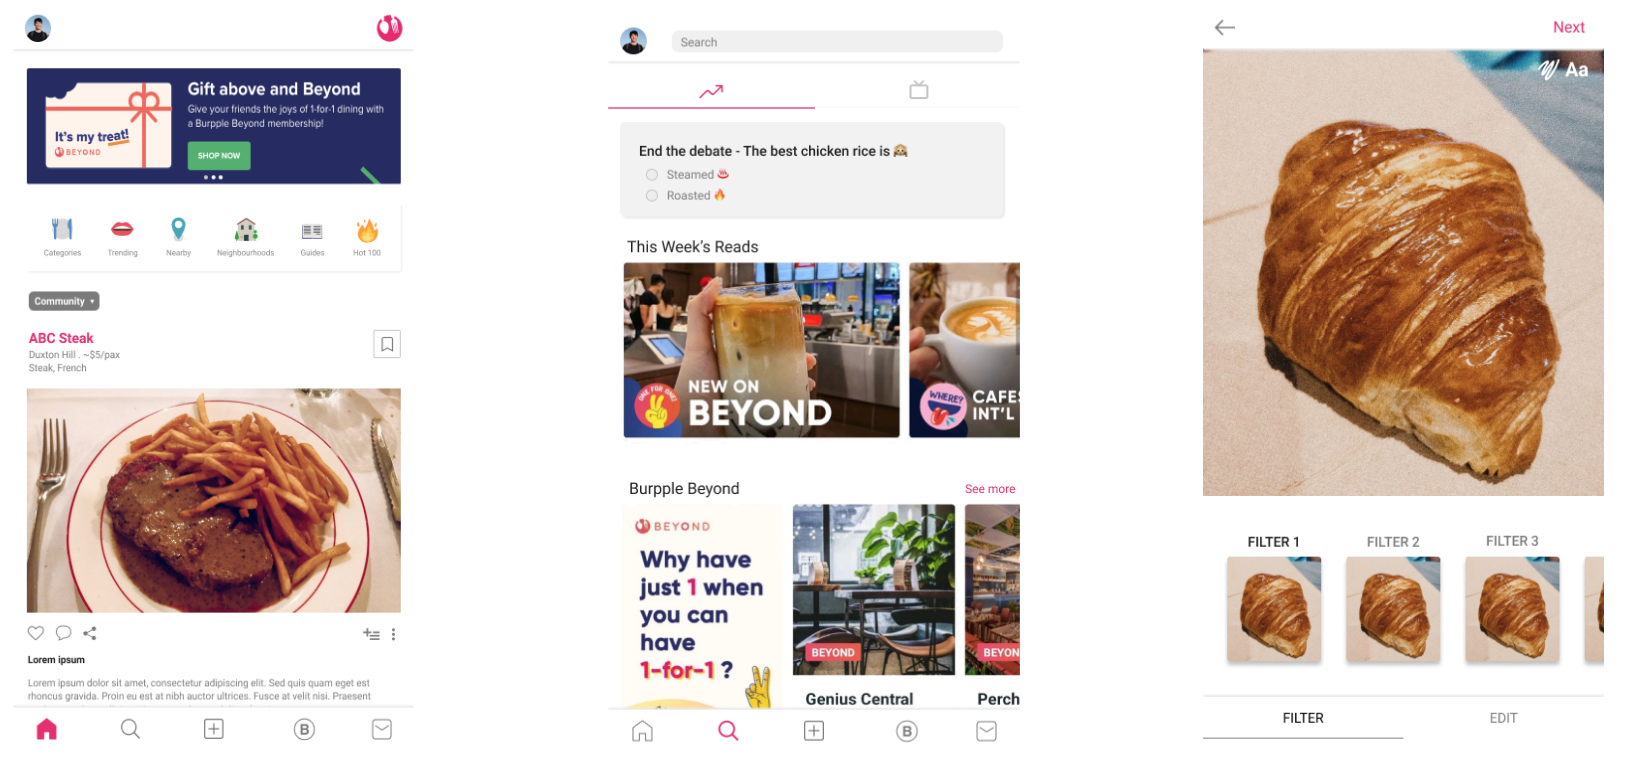 Gift above and Beyond
Give your friends the joys of 1-for-1 dining with
a Burpple Beyond membership!
It's my treat!
BEYOND
SHOP NOW
Categories
Trending
Nearby
Neighbourhoods
Guides
Hot 100
Community
ABC Steak
Duxton Hill . ~$5/pax
Steak, French
Lorem ipsum
Lorem ipsum dolor sit amet, consectetur adipiscing elit. Sed quis quam eget est
rhoncus gravida. Proin eu est at nibh auctor ultrices. Fusce at velit nisi. Praesent
B
Search
End the debate - The best chicken rice is
Steamed
Roasted
This Week's Reads
ONE FOR ONE!
NEW ON
BEYOND
WHERE?
CAFES
INT'L
Burpple Beyond
See more
BEYOND
Why have
just 1 when
you can
have
1-for-1 ?
BEYOND
BEYON
Genius Central
Perch
B
Next
Aa
FILTER 1
FILTER 2
FILTER 3
FILTER
EDIT